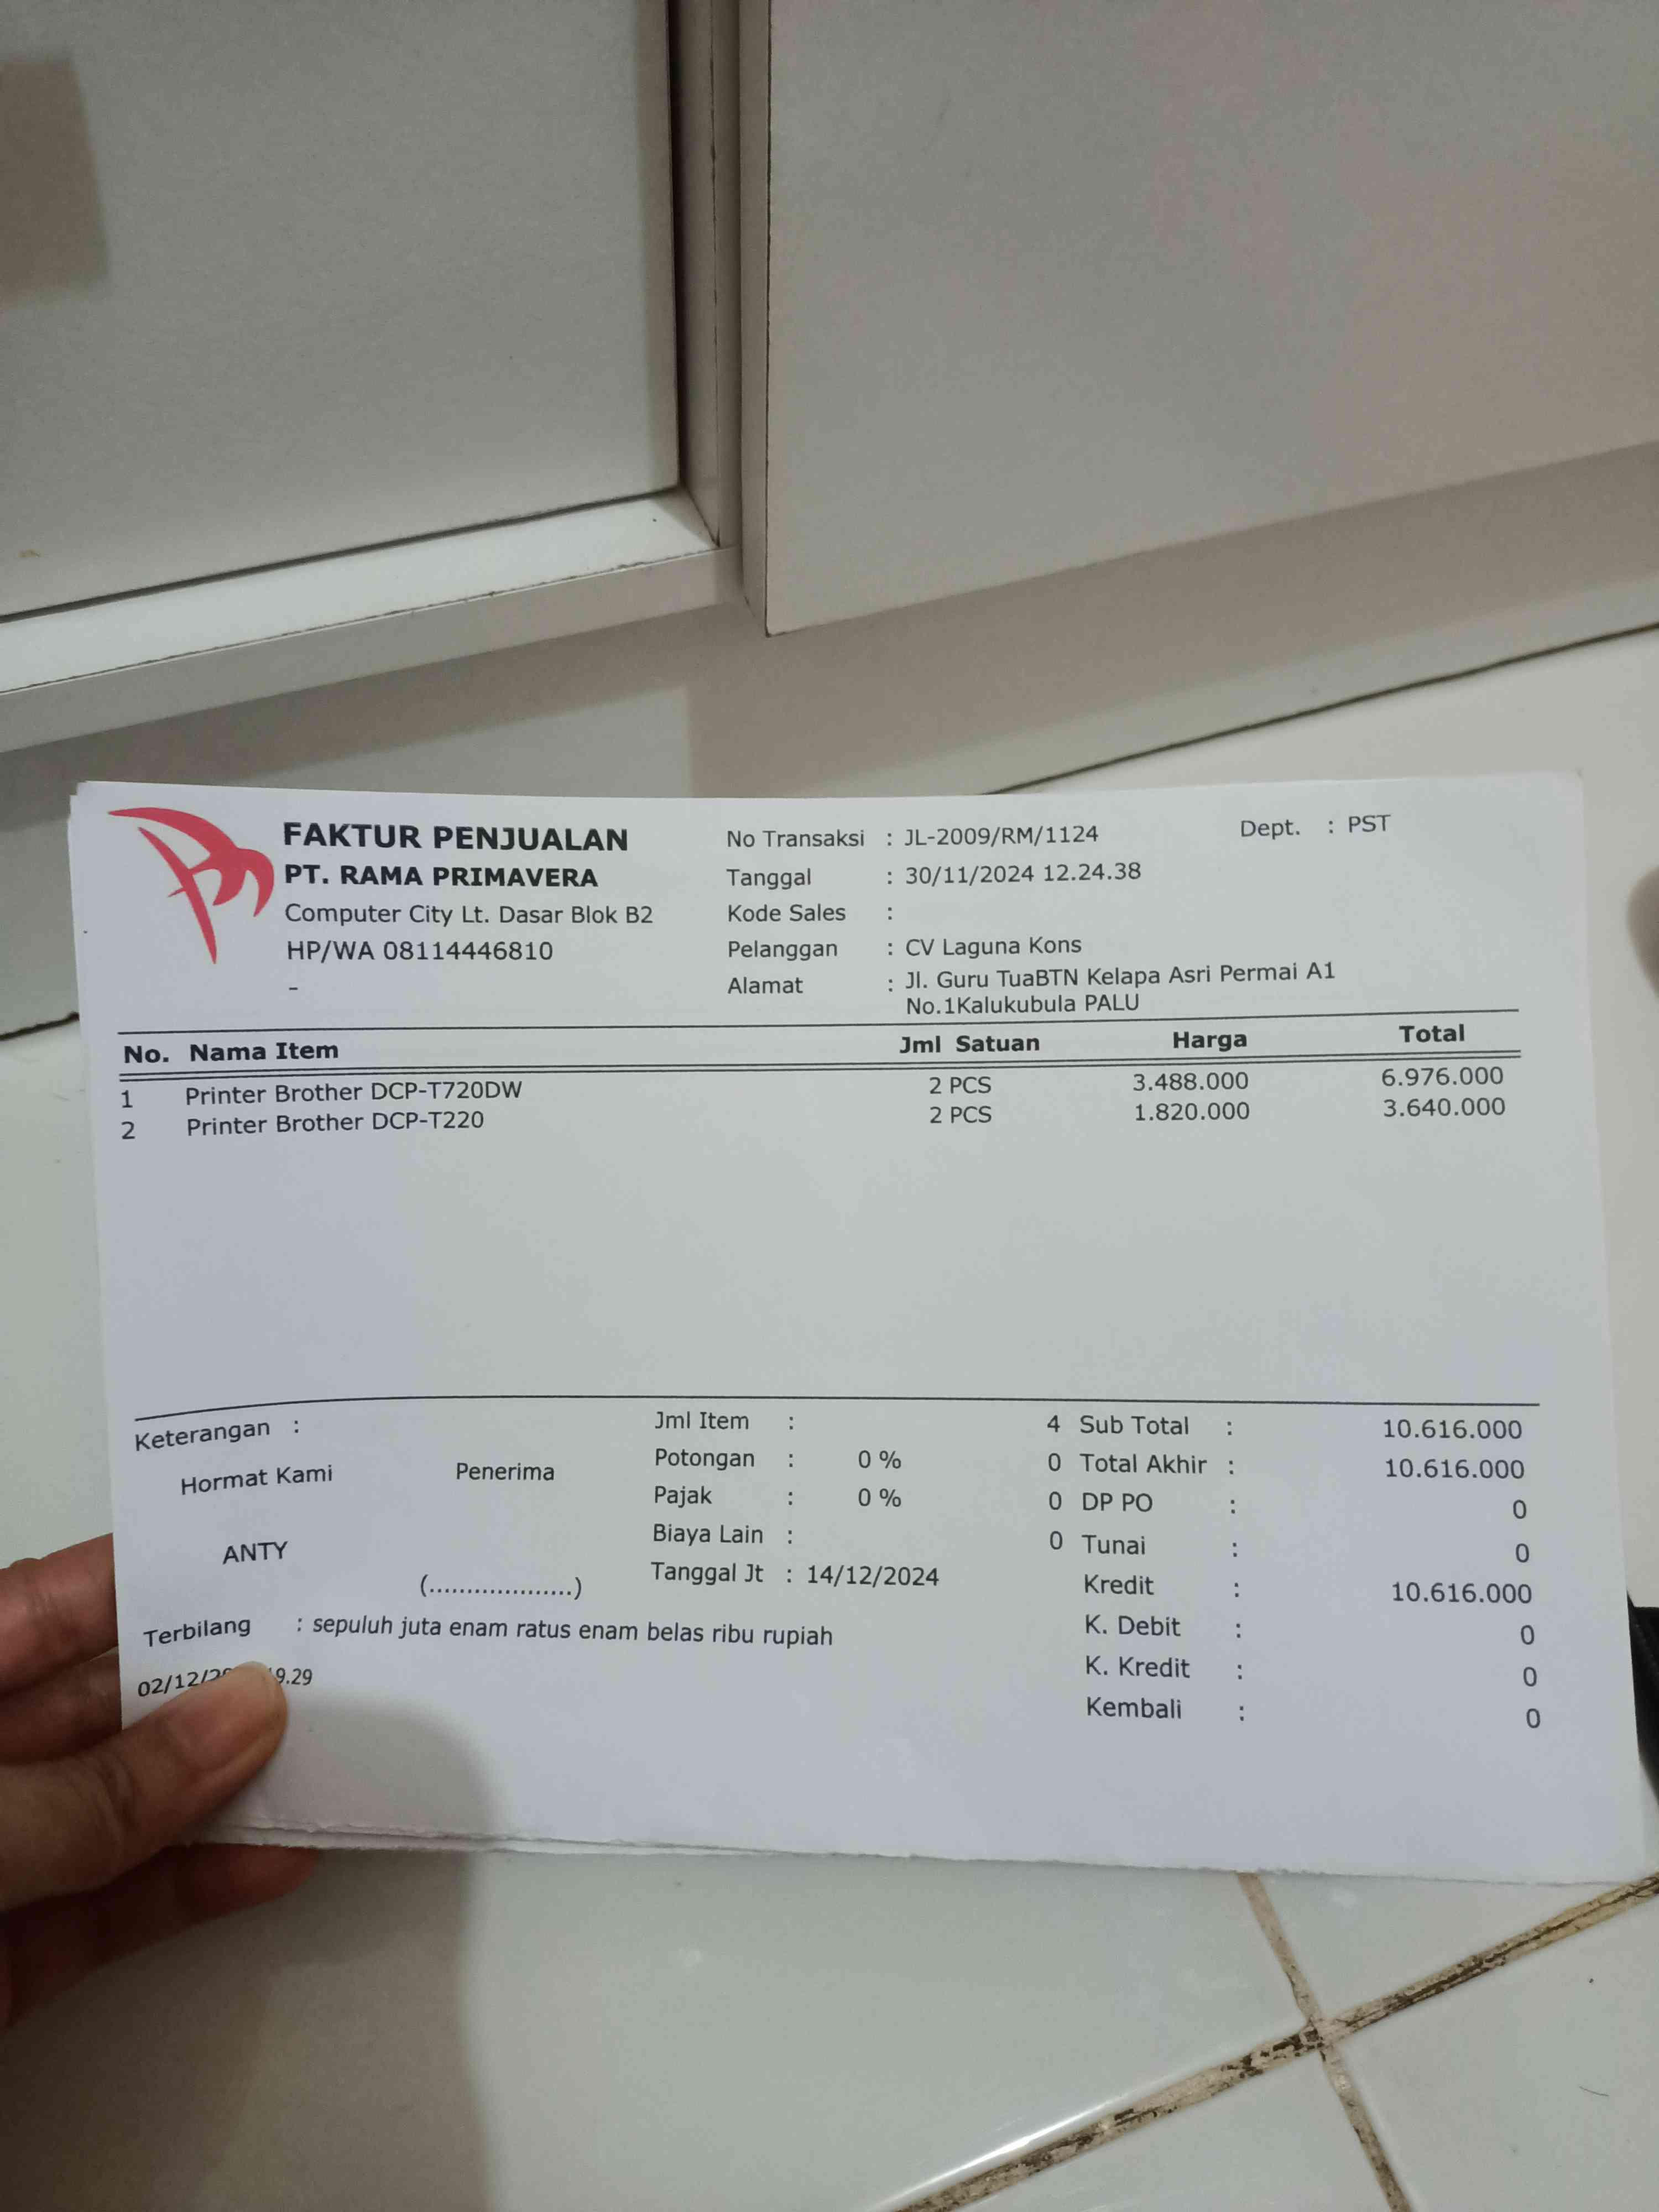 FAKTUR PENJUALAN
PT. RAMA PRIMAVERA
Computer City Lt. Dasar Blok B2
HP/WA 08114446810
-
No Transaksi : JL-2009/RM/1124
Dept. : PST
Tanggal : 30/11/2024 12.24.38
Kode Sales :
Pelanggan : CV Laguna Kons
Alamat : Jl. Guru TuaBTN Kelapa Asri Permai A1
No.1Kalukubula PALU
No. Nama Item Jml Satuan Harga Total
1 Printer Brother DCP-T720DW 2 PCS 3.488.000 6.976.000
2 Printer Brother DCP-T220 2 PCS 1.820.000 3.640.000
Keterangan :
Hormat Kami Penerima
ANTY
(...................)
Jml Item : 4
Potongan : 0 % 0
Pajak : 0 % 0
Biaya Lain : 0
Tanggal Jt : 14/12/2024
Sub Total : 10.616.000
Total Akhir : 10.616.000
DP PO : 0
Tunai : 0
Kredit : 10.616.000
K. Debit : 0
K. Kredit : 0
Kembali : 0
Terbilang : sepuluh juta enam ratus enam belas ribu rupiah
02/12/